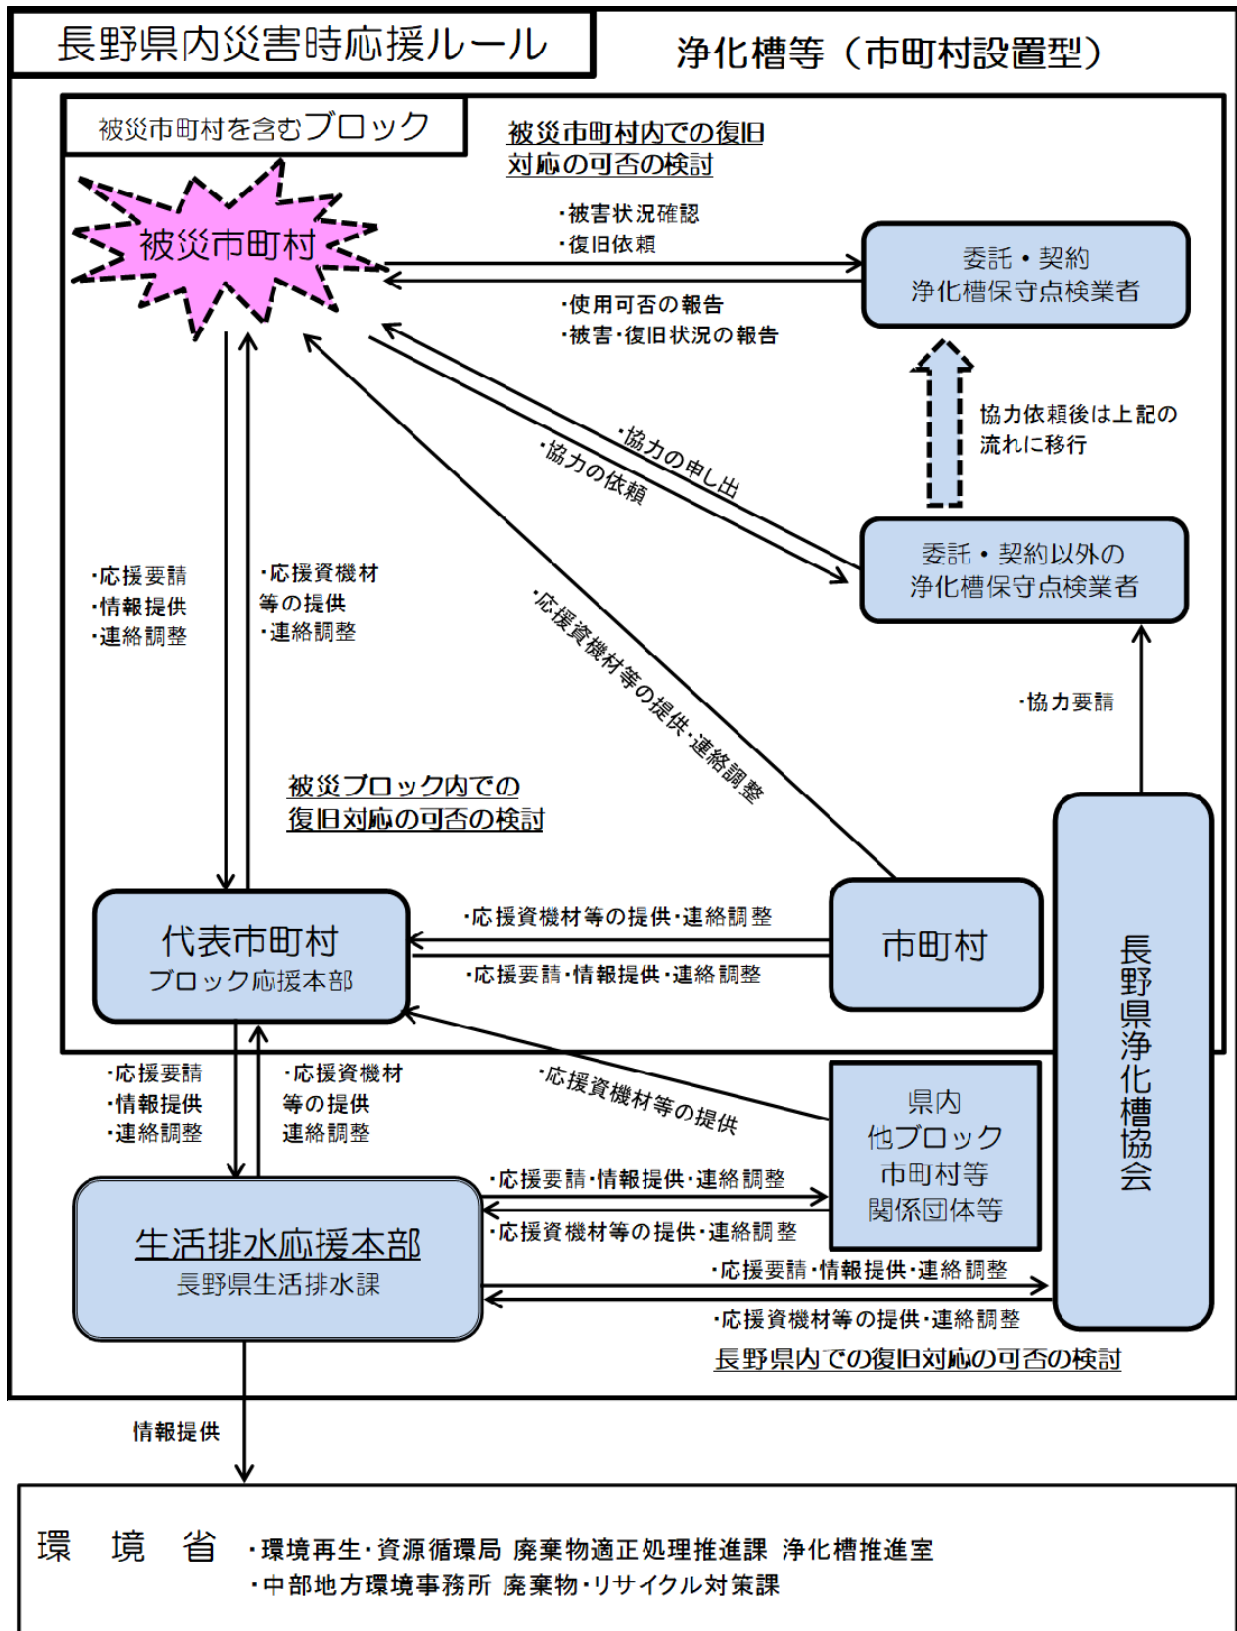 長野県内災害時応援ルール
浄化槽等（市町村設置型）
被災市町村を含むブロック
被災市町村内での復旧
対応の可否の検討
被災市町村
・被害状況確認
・復旧依頼
委託・契約
浄化槽保守点検業者
・使用可否の報告
・被害・復旧状況の報告
協力依頼後は上記の
流れに移行
・協力の申し出
・協力の依頼
委託・契約以外の
浄化槽保守点検業者
・応援要請
・情報提供
・連絡調整
・応援資機材
等の提供
・連絡調整
・応援資機材等の提供・連絡調整
・協力要請
被災ブロック内での
復旧対応の可否の検討
代表市町村
ブロック応援本部
・応援資機材等の提供・連絡調整
・応援要請・情報提供・連絡調整
市町村
長野県浄化槽協会
・応援要請
・情報提供
・連絡調整
・応援資機材
等の提供
連絡調整
・応援資機材等の提供
県内
他ブロック
市町村等
関係団体等
生活排水応援本部
長野県生活排水課
・応援要請・情報提供・連絡調整
・応援資機材等の提供・連絡調整
・応援要請・情報提供・連絡調整
・応援資機材等の提供・連絡調整
長野県内での復旧対応の可否の検討
情報提供
環　境　省
・環境再生・資源循環局 廃棄物適正処理推進課 浄化槽推進室
・中部地方環境事務所 廃棄物・リサイクル対策課